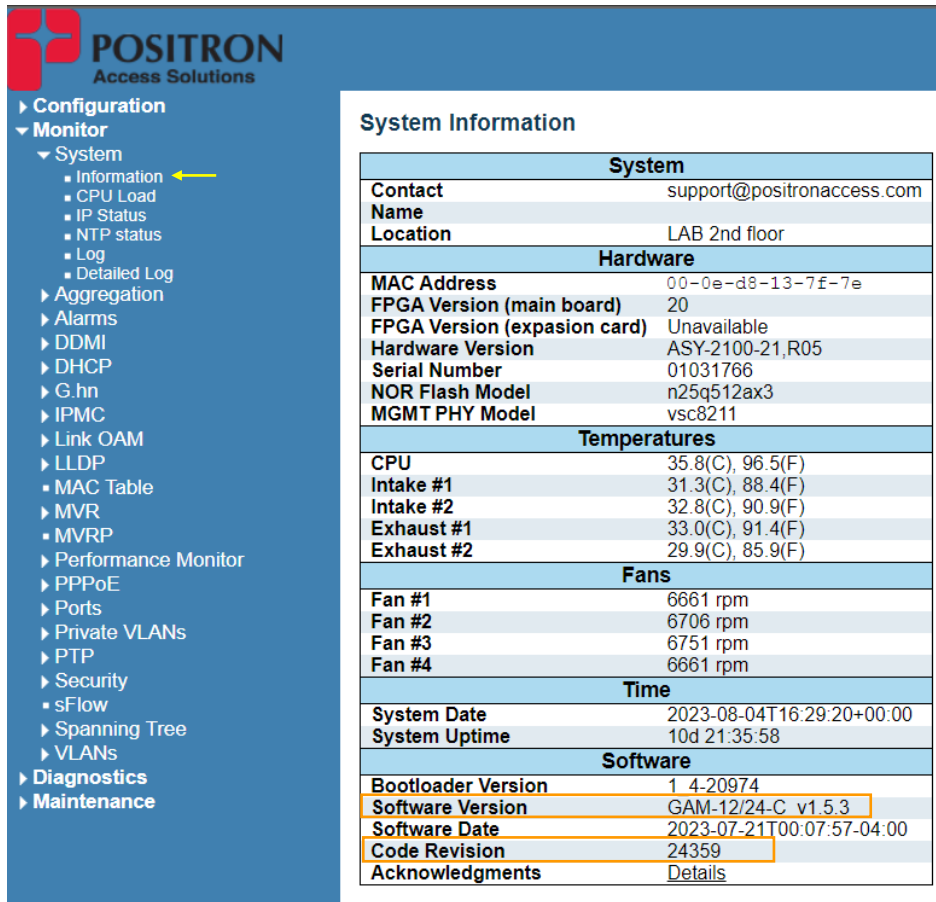 POSITRON
Access Solutions
Configuration
Monitor
System
Information
CPU Load
IP Status
NTP status
Log
Detailed Log
Aggregation
Alarms
DDMI
DHCP
G.hn
IPMC
Link OAM
LLDP
MAC Table
MVR
MVRP
Performance Monitor
PPPoE
Ports
Private VLANs
PTP
Security
sFlow
Spanning Tree
VLANs
Diagnostics
Maintenance
System Information
System
Contact support@positronaccess.com
Name
Location LAB 2nd floor
Hardware
MAC Address 00-0e-d8-13-7f-7e
FPGA Version (main board) 20
FPGA Version (expasion card) Unavailable
Hardware Version ASY-2100-21,R05
Serial Number 01031766
NOR Flash Model n25q512ax3
MGMT PHY Model vsc8211
Temperatures
CPU 35.8(C), 96.5(F)
Intake #1 31.3(C), 88.4(F)
Intake #2 32.8(C), 90.9(F)
Exhaust #1 33.0(C), 91.4(F)
Exhaust #2 29.9(C), 85.9(F)
Fans
Fan #1 6661 rpm
Fan #2 6706 rpm
Fan #3 6751 rpm
Fan #4 6661 rpm
Time
System Date 2023-08-04T16:29:20+00:00
System Uptime 10d 21:35:58
Software
Bootloader Version 1_4-20974
Software Version GAM-12/24-C_v1.5.3
Software Date 2023-07-21T00:07:57-04:00
Code Revision 24359
Acknowledgments Details